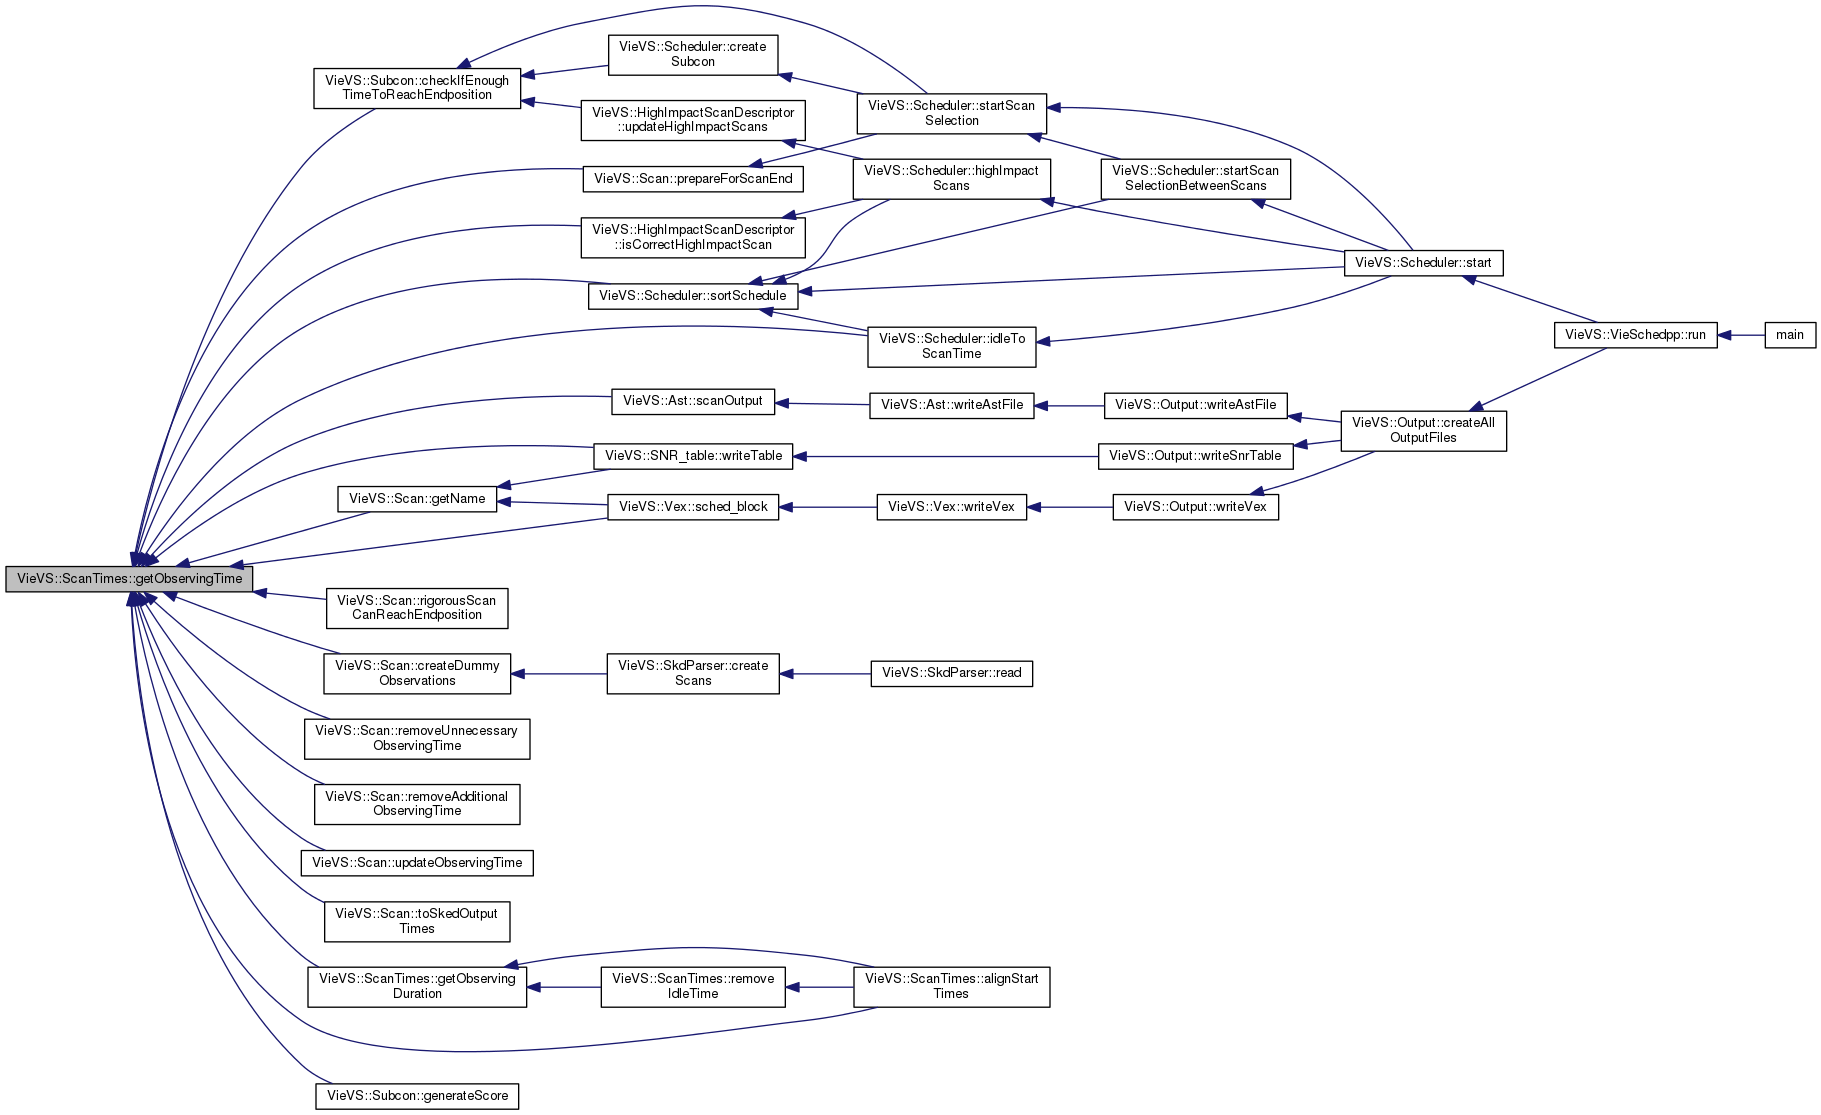 VieVS::Subcon::checkIfEnough
TimeToReachEndposition
VieVS::Scheduler::create
Subcon
VieVS::HighImpactScanDescriptor
::updateHighImpactScans
VieVS::Scheduler::startScan
Selection
VieVS::Scan::prepareForScanEnd
VieVS::Scheduler::highImpact
Scans
VieVS::Scheduler::startScan
SelectionBetweenScans
VieVS::HighImpactScanDescriptor
::isCorrectHighImpactScan
VieVS::Scheduler::start
VieVS::Scheduler::sortSchedule
VieVS::Scheduler::idleTo
ScanTime
VieVS::VieSchedpp::run
main
VieVS::Ast::scanOutput
VieVS::Ast::writeAstFile
VieVS::Output::writeAstFile
VieVS::Output::createAll
OutputFiles
VieVS::SNR_table::writeTable
VieVS::Output::writeSnrTable
VieVS::Scan::getName
VieVS::Vex::sched_block
VieVS::Vex::writeVex
VieVS::Output::writeVex
VieVS::ScanTimes::getObservingTime
VieVS::Scan::rigorousScan
CanReachEndposition
VieVS::Scan::createDummy
Observations
VieVS::SkdParser::create
Scans
VieVS::SkdParser::read
VieVS::Scan::removeUnnecessary
ObservingTime
VieVS::Scan::removeAdditional
ObservingTime
VieVS::Scan::updateObservingTime
VieVS::Scan::toSkedOutput
Times
VieVS::ScanTimes::getObserving
Duration
VieVS::ScanTimes::remove
IdleTime
VieVS::ScanTimes::alignStart
Times
VieVS::Subcon::generateScore